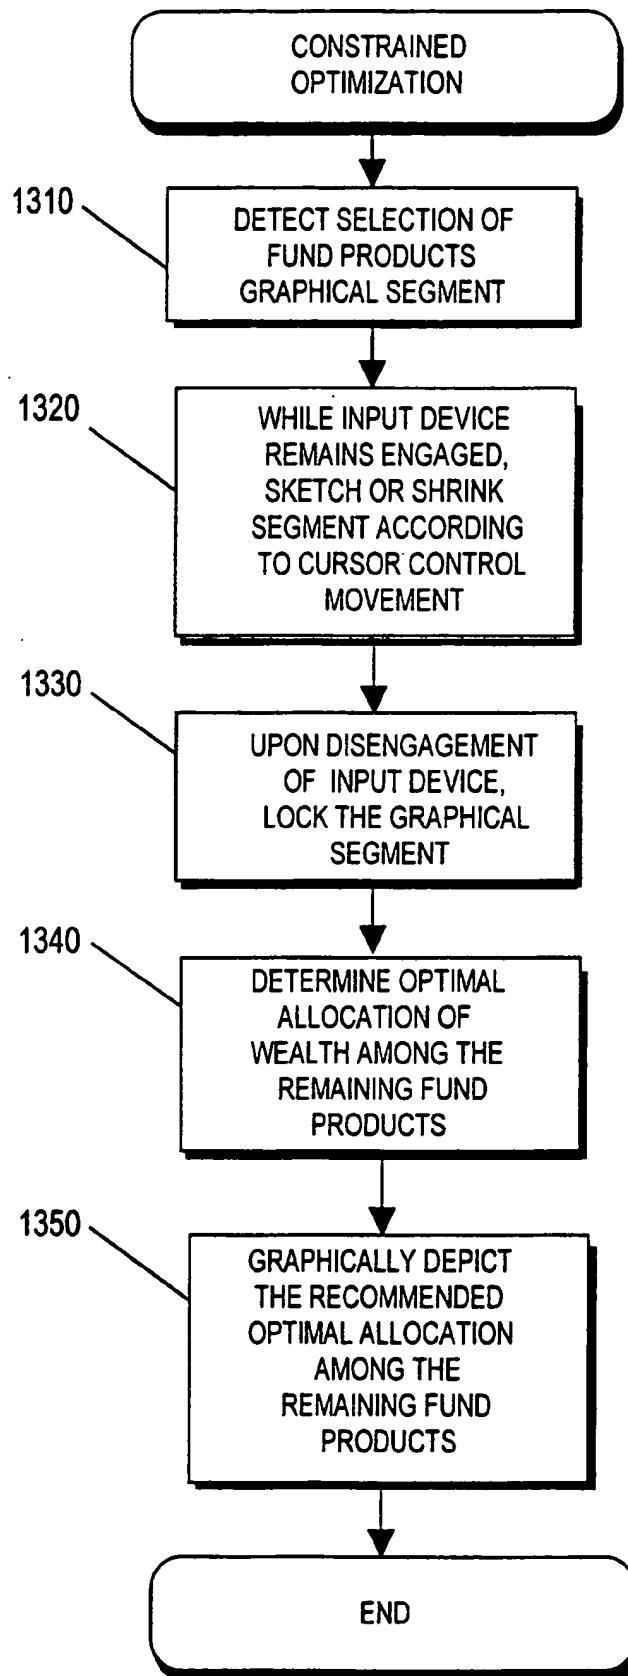 CONSTRAINED
OPTIMIZATION
1310
DETECT SELECTION OF
FUND PRODUCTS
GRAPHICAL SEGMENT
1320
WHILE INPUT DEVICE
REMAINS ENGAGED,
SKETCH OR SHRINK
SEGMENT ACCORDING
TO CURSOR CONTROL
MOVEMENT
1330
UPON DISENGAGEMENT
OF INPUT DEVICE,
LOCK THE GRAPHICAL
SEGMENT
1340
DETERMINE OPTIMAL
ALLOCATION OF
WEALTH AMONG THE
REMAINING FUND
PRODUCTS
1350
GRAPHICALLY DEPICT
THE RECOMMENDED
OPTIMAL ALLOCATION
AMONG THE
REMAINING FUND
PRODUCTS
END